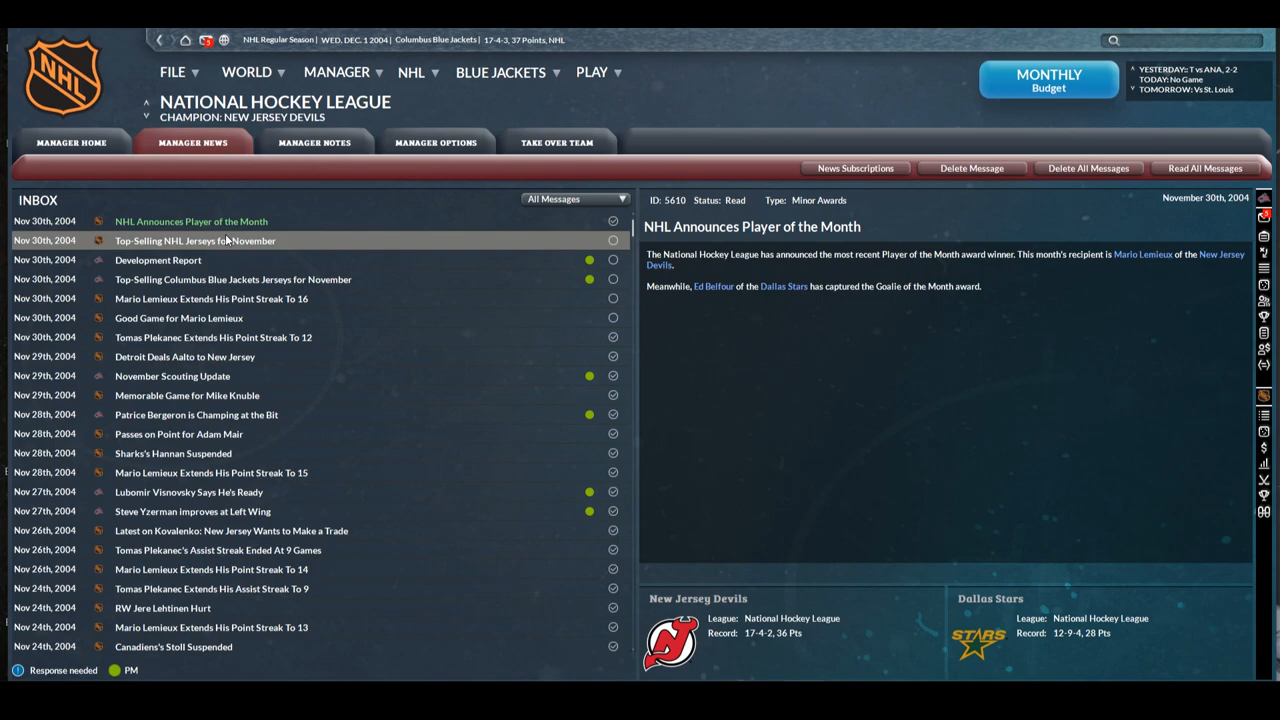 NHL Regular Season | WED. DEC. 1 2004 | Columbus Blue Jackets | 17-4-3, 37 Points, NHL
NHL
FILE WORLD MANAGER NHL BLUE JACKETS PLAY
MONTHLY
Budget
YESTERDAY:: T vs ANA, 2-2
TODAY: No Game
TOMORROW: Vs St. Louis
NATIONAL HOCKEY LEAGUE
CHAMPION: NEW JERSEY DEVILS
MANAGER HOME MANAGER NEWS MANAGER NOTES MANAGER OPTIONS TAKE OVER TEAM
News Subscriptions Delete Message Delete All Messages Read All Messages
INBOX All Messages
Nov 30th, 2004 NHL Announces Player of the Month
Nov 30th, 2004 Top-Selling NHL Jerseys for November
Nov 30th, 2004 Development Report
Nov 30th, 2004 Top-Selling Columbus Blue Jackets Jerseys for November
Nov 30th, 2004 Mario Lemieux Extends His Point Streak To 16
Nov 30th, 2004 Good Game for Mario Lemieux
Nov 30th, 2004 Tomas Plekanec Extends His Point Streak To 12
Nov 29th, 2004 Detroit Deals Aalto to New Jersey
Nov 29th, 2004 November Scouting Update
Nov 29th, 2004 Memorable Game for Mike Knuble
Nov 28th, 2004 Patrice Bergeron is Champing at the Bit
Nov 28th, 2004 Passes on Point for Adam Mair
Nov 28th, 2004 Sharks's Hannan Suspended
Nov 28th, 2004 Mario Lemieux Extends His Point Streak To 15
Nov 27th, 2004 Lubomir Visnovsky Says He's Ready
Nov 27th, 2004 Steve Yzerman improves at Left Wing
Nov 26th, 2004 Latest on Kovalenko: New Jersey Wants to Make a Trade
Nov 26th, 2004 Tomas Plekanec's Assist Streak Ended At 9 Games
Nov 26th, 2004 Mario Lemieux Extends His Point Streak To 14
Nov 24th, 2004 Tomas Plekanec Extends His Assist Streak To 9
Nov 24th, 2004 RW Jere Lehtinen Hurt
Nov 24th, 2004 Mario Lemieux Extends His Point Streak To 13
Nov 24th, 2004 Canadiens's Stoll Suspended
Response needed PM
ID: 5610 Status: Read Type: Minor Awards November 30th, 2004
NHL Announces Player of the Month
The National Hockey League has announced the most recent Player of the Month award winner. This month's recipient is Mario Lemieux of the New Jersey
Devils.
Meanwhile, Ed Belfour of the Dallas Stars has captured the Goalie of the Month award.
New Jersey Devils
League: National Hockey League
Record: 17-4-2, 36 Pts
Dallas Stars
League: National Hockey League
Record: 12-9-4, 28 Pts
STARS